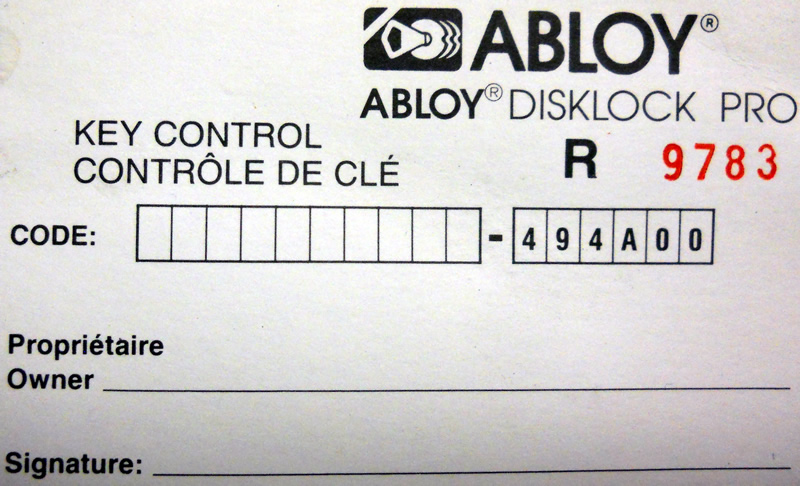 ABLOY®
ABLOY® DISKLOCK PRO
KEY CONTROL
CONTRÔLE DE CLÉ
R 9783
CODE: - 494A00
Propriétaire
Owner
Signature: